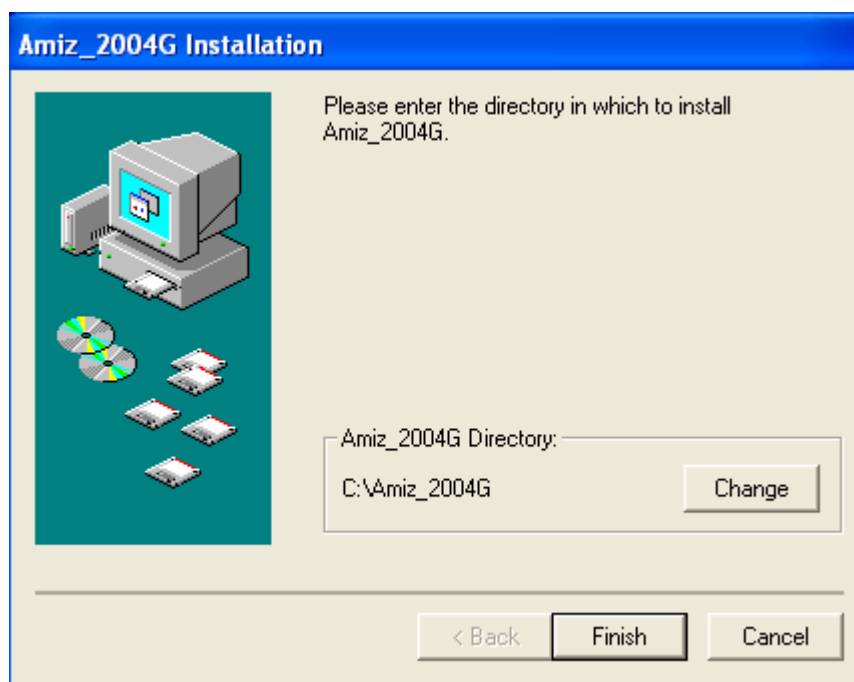 Amiz_2004G Installation
Please enter the directory in which to install
Amiz_2004G.
Amiz_2004G Directory:
C:\Amiz_2004G
Change
< Back
Finish
Cancel